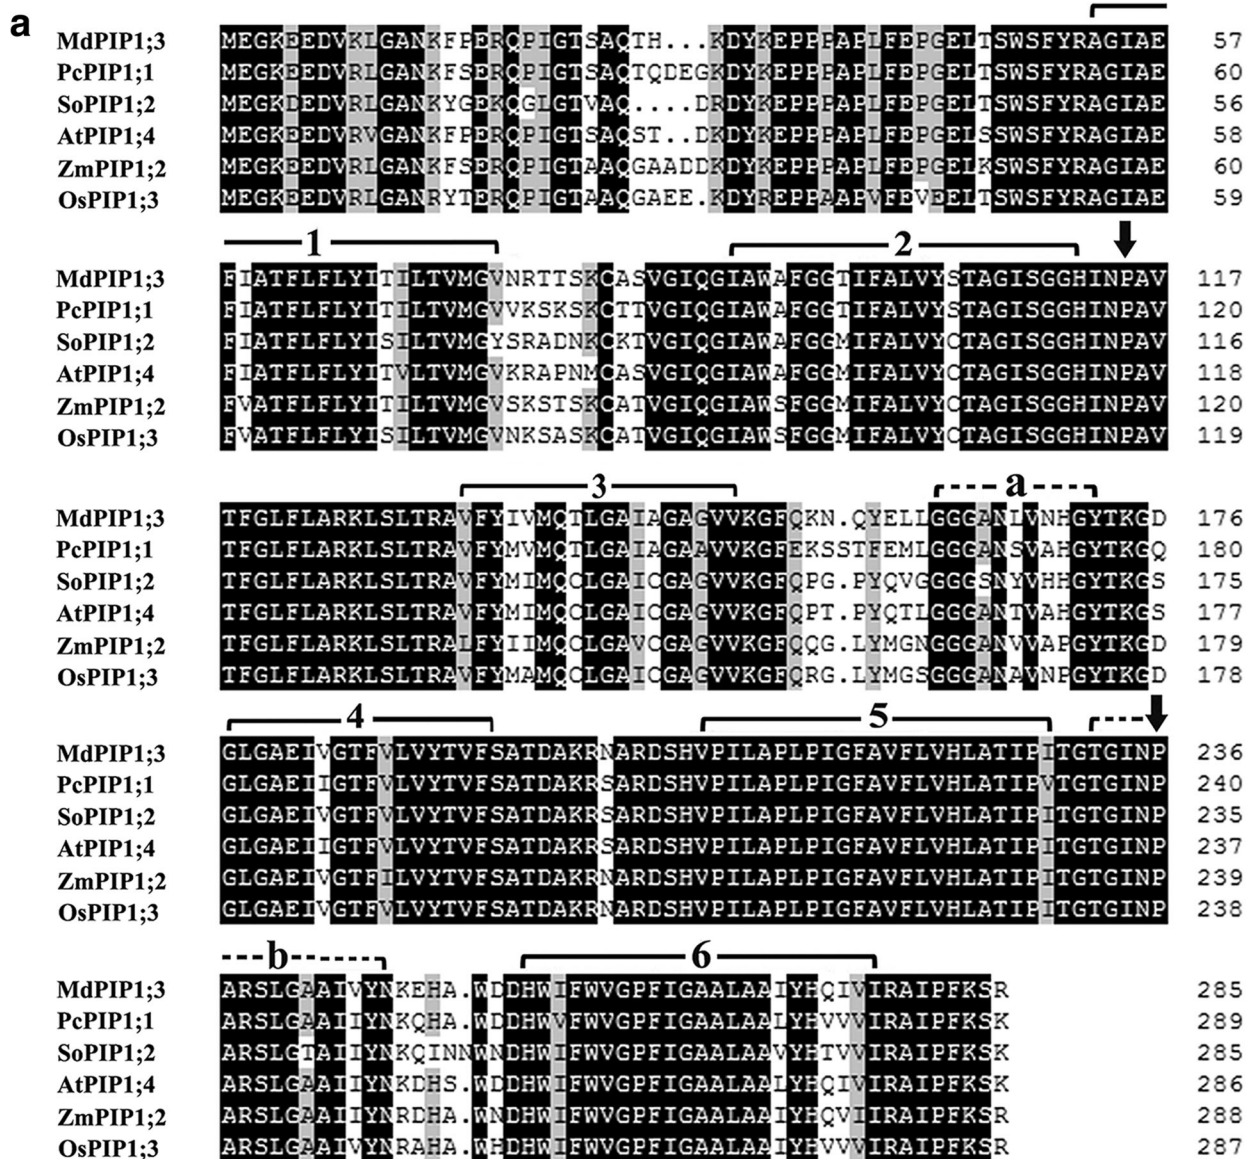 a
MdPIP1;3 MEGKEEDVKLGANKFPERQPIGTSAQTH...KDYKEPPPAPLFEPGELTSWSFYRAGIAE 57
PcPIP1;1 MEGKEEDVRLGANKFSERQPIGTSAQTQDEGKDYKEPPPAPLFEPGELTSWSFYRAGIAE 60
SoPIP1;2 MEGKDEDVRLGANKYGEKQGLGTVAQ....DRDYKEPPPAPLFEPGELTSWSFYRAGIAE 56
AtPIP1;4 MEGKEEDVRVGANKFPERQPIGTSAQST..DKDYKEPPPAPLFEPGELSSWSFYRAGIAE 58
ZmPIP1;2 MEGKEEDVRLGANKFSERQPIGTAAQGAADDKDYKEPPPAPLFEPGELKSWSFYRAGIAE 60
OsPIP1;3 MEGKEEDVRLGANRYTERQPIGTAAQGAEE.KDYREPPAAPVFEVEELTSWSFYRAGIAE 59
1 2
MdPIP1;3 FIATFLFLYITILTVMGVNRTTSKCASVGIQGIAWAFGGTIFALVYSTAGISGGHINPAV 117
PcPIP1;1 FIATFLFLYITILTVMGVVKSKSKCTTVGIQGIAWAFGGTIFALVYSTAGISGGHINPAV 120
SoPIP1;2 FIATFLFLYISILTVMGYSRADNKCKTVGIQGIAWAFGGMIFALVYCTAGISGGHINPAV 116
AtPIP1;4 FIATFLFLYITVLTVMGVKRAPNMCASVGIQGIAWAFGGMIFALVYCTAGISGGHINPAV 118
ZmPIP1;2 FVATFLFLYITILTVMGVSKSTSKCATVGIQGIAWSFGGMIFALVYCTAGISGGHINPAV 120
OsPIP1;3 FVATFLFLYISILTVMGVNKSASKCATVGIQGIAWSFGGMIFALVYCTAGISGGHINPAV 119
3 a
MdPIP1;3 TFGLFLARKLSLTRAVFYIVMQTLGAIAGAGVVKGFQKN.QYELLGGGANLVNHGYTKGD 176
PcPIP1;1 TFGLFLARKLSLTRAVFYMVMQTLGAIAGAAVVKGFEKSSTFEMLGGGANSVAHGYTKGQ 180
SoPIP1;2 TFGLFLARKLSLTRAVFYMIMQCLGAICGAGVVKGFQPG.PYQVGGGGSNYVHHGYTKGS 175
AtPIP1;4 TFGLFLARKLSLTRAVFYMIMQCLGAICGAGVVKGFQPT.PYQTLGGGANTVAHGYTKGS 177
ZmPIP1;2 TFGLFLARKLSLTRALFYIIMQCLGAVCGAGVVKGFQQG.LYMGNGGGANVVAPGYTKGD 179
OsPIP1;3 TFGLFLARKLSLTRAVFYMAMQCLGAICGAGVVKGFQRG.LYMGSGGGANAVNPGYTKGD 178
4 5
MdPIP1;3 GLGAEIVGTFVLVYTVFSATDAKRNARDSHVPILAPLPIGFAVFLVHLATIPITGTGINP 236
PcPIP1;1 GLGAEIIGTFVLVYTVFSATDAKRSARDSHVPILAPLPIGFAVFLVHLATIPVTGTGINP 240
SoPIP1;2 GLGAEIIGTFVLVYTVFSATDAKRSARDSHVPILAPLPIGFAVFLVHLATIPITGTGINP 235
AtPIP1;4 GLGAEIIGTFVLVYTVFSATDAKRSARDSHVPILAPLPIGFAVFLVHLATIPITGTGINP 237
ZmPIP1;2 GLGAEIVGTFILVYTVFSATDAKRNARDSHVPILAPLPIGFAVFLVHLATIPITGTGINP 239
OsPIP1;3 GLGAEIVGTFVLVYTVFSATDAKRNARDSHVPILAPLPIGFAVFLVHLATIPITGTGINP 238
b 6
MdPIP1;3 ARSLGAAIVYNKEHA.WDDHWIFWVGPFIGAALAAIYHQIVIRAIPFKSR 285
PcPIP1;1 ARSLGAAIIYNKQHA.WDDHWVFWVGPFIGAALAALYHVVVIRAIPFKSK 289
SoPIP1;2 ARSLGTAIIYNKQINNWNDHWIFWVGPFIGAALAAVYHTVVIRAIPFKSK 285
AtPIP1;4 ARSLGAAIIYNKDHS.WDDHWIFWVGPFIGAALAALYHQIVIRAIPFKSK 286
ZmPIP1;2 ARSLGAAIIYNRDHA.WNDHWIFWVGPFIGAALAAIYHQVIIRAIPFKSR 288
OsPIP1;3 ARSLGAAIVYNRAHA.WHDHWIFWVGPFIGAALAAIYHVVVIRAIPFKSR 287